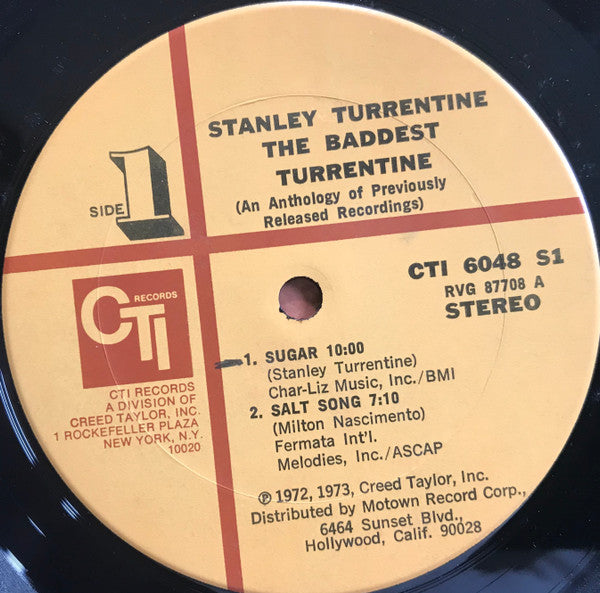 STANLEY TURRENTINE
THE BADDEST
TURRENTINE
(An Anthology of Previously
Released Recordings)
SIDE 1
CTI 6048 S1
RVG 87708 A
STEREO
CTI RECORDS
CTI RECORDS
A DIVISION OF
CREED TAYLOR, INC.
1 ROCKEFELLER PLAZA
NEW YORK, N.Y.
10020
1. SUGAR 10:00
(Stanley Turrentine)
Char-Liz Music, Inc./BMI
2. SALT SONG 7:10
(Milton Nascimento)
Fermata Int'l.
Melodies, Inc./ASCAP
℗ 1972, 1973, Creed Taylor, Inc.
Distributed by Motown Record Corp.,
6464 Sunset Blvd.,
Hollywood, Calif. 90028